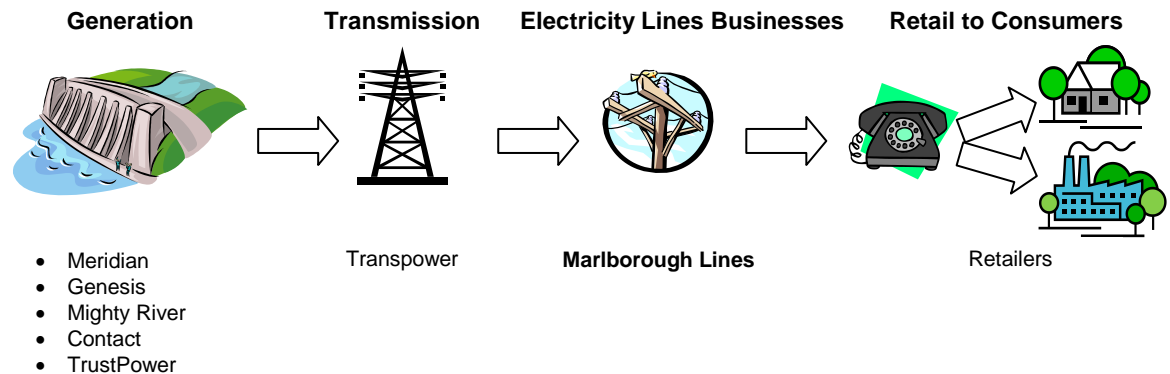 Generation Transmission Electricity Lines Businesses Retail to Consumers
Transpower Marlborough Lines Retailers
• Meridian
• Genesis
• Mighty River
• Contact
• TrustPower